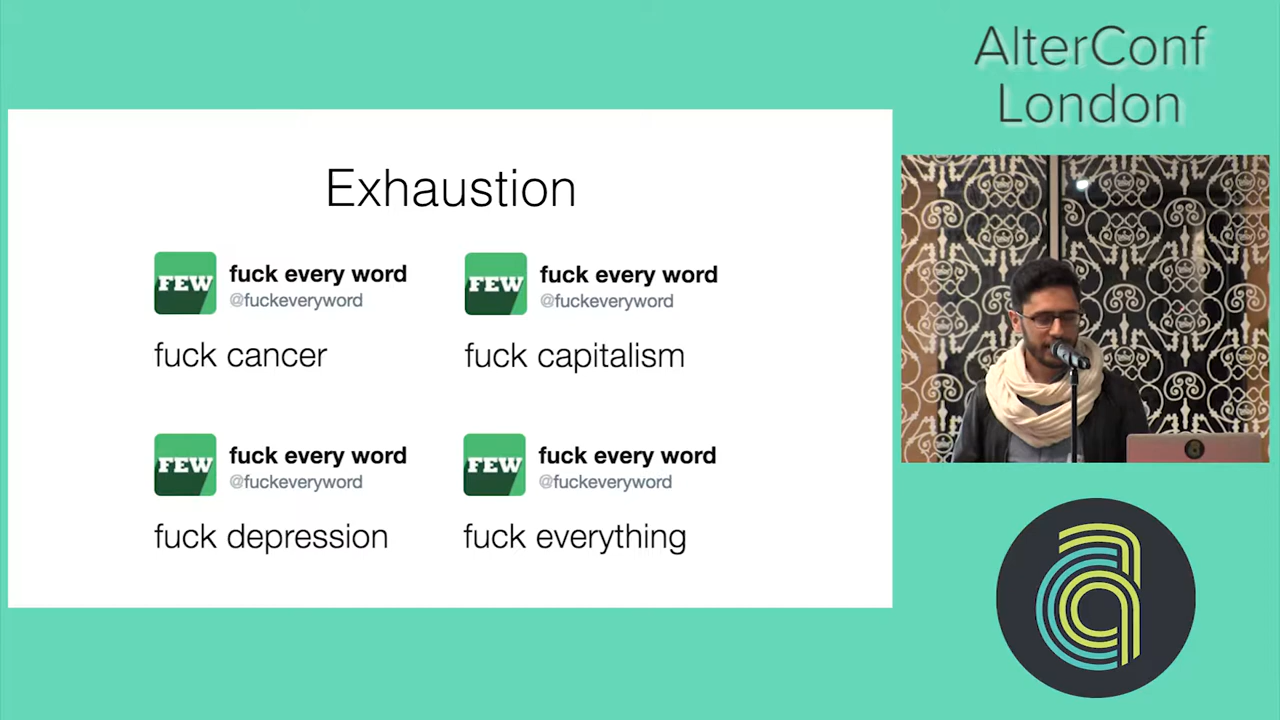 AlterConf
London
Exhaustion
FEW
fuck every word
@fuckeveryword
fuck cancer
FEW
fuck every word
@fuckeveryword
fuck capitalism
FEW
fuck every word
@fuckeveryword
fuck depression
FEW
fuck every word
@fuckeveryword
fuck everything